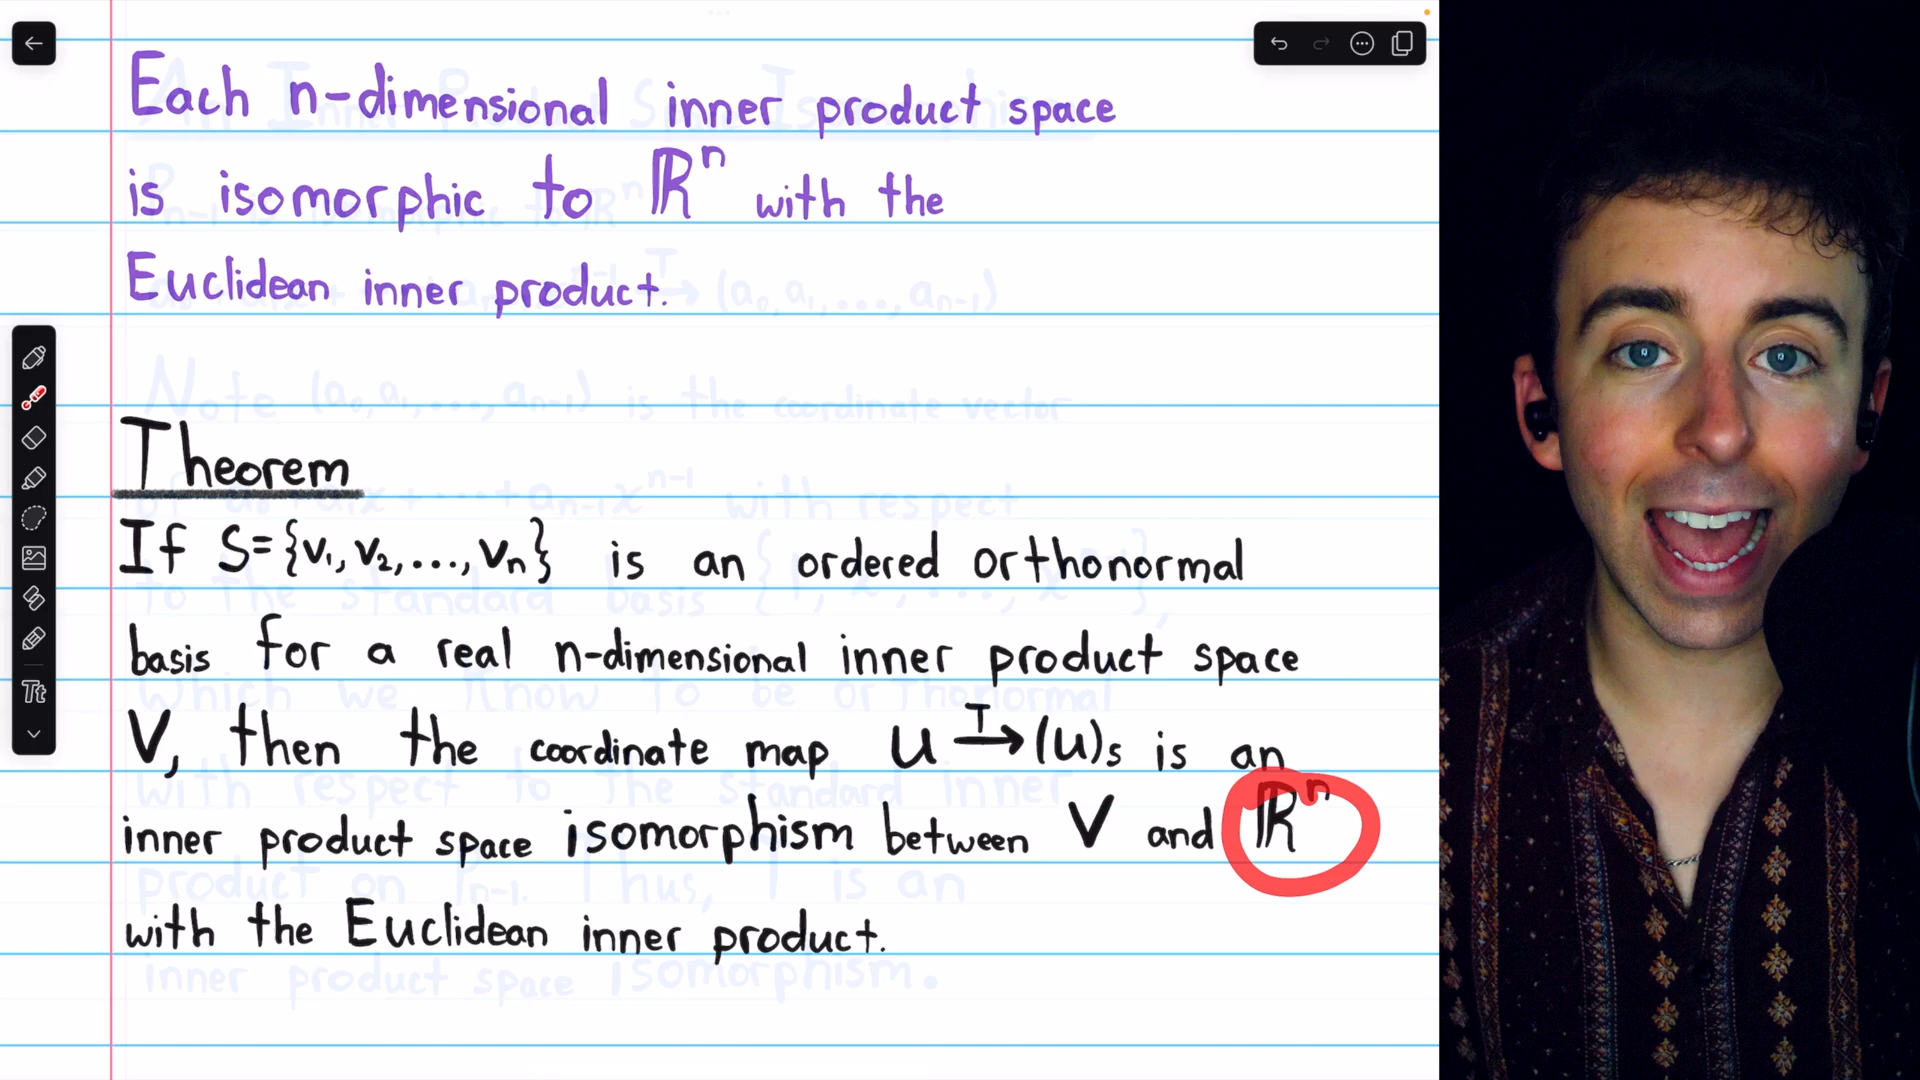 Each n-dimensional inner product space
is isomorphic to ℝⁿ with the
Euclidean inner product.
Theorem
If S={v₁, v₂, ..., vₙ} is an ordered orthonormal
basis for a real n-dimensional inner product space
V, then the coordinate map u T→ (u)ₛ is an
inner product space isomorphism between V and ℝⁿ
with the Euclidean inner product.
Tt